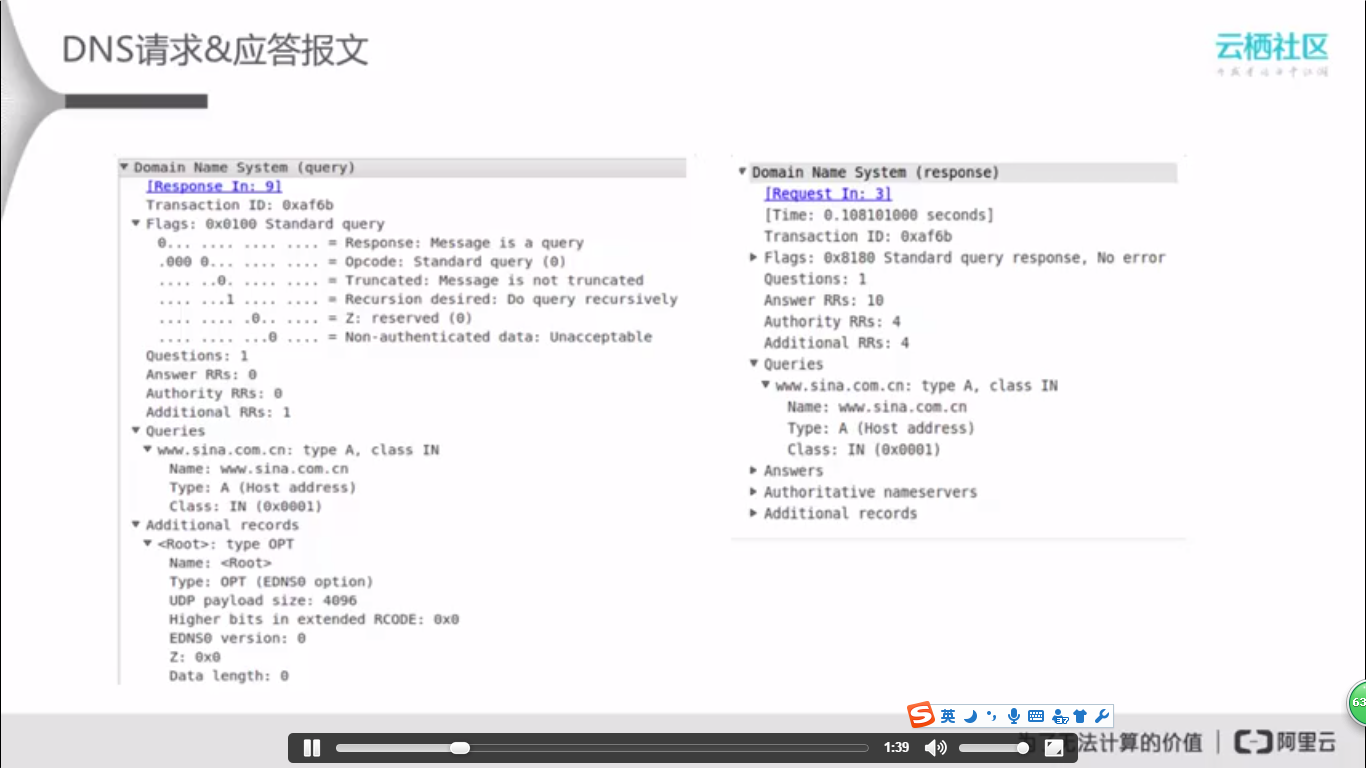 DNS请求&应答报文
云栖社区
Domain Name System (query)
[Response In: 9]
Transaction ID: 0xaf6b
Flags: 0x0100 Standard query
0... .... .... .... = Response: Message is a query
.000 0... .... .... = Opcode: Standard query (0)
.... ..0. .... .... = Truncated: Message is not truncated
.... ...1 .... .... = Recursion desired: Do query recursively
.... .... .0.. .... = Z: reserved (0)
.... .... ...0 .... = Non-authenticated data: Unacceptable
Questions: 1
Answer RRs: 0
Authority RRs: 0
Additional RRs: 1
Queries
www.sina.com.cn: type A, class IN
Name: www.sina.com.cn
Type: A (Host address)
Class: IN (0x0001)
Additional records
<Root>: type OPT
Name: <Root>
Type: OPT (EDNS0 option)
UDP payload size: 4096
Higher bits in extended RCODE: 0x0
EDNS0 version: 0
Z: 0x0
Data length: 0
Domain Name System (response)
[Request In: 3]
[Time: 0.108101000 seconds]
Transaction ID: 0xaf6b
Flags: 0x8180 Standard query response, No error
Questions: 1
Answer RRs: 10
Authority RRs: 4
Additional RRs: 4
Queries
www.sina.com.cn: type A, class IN
Name: www.sina.com.cn
Type: A (Host address)
Class: IN (0x0001)
Answers
Authoritative nameservers
Additional records
63
英
为了无法计算的价值
阿里云
1:39